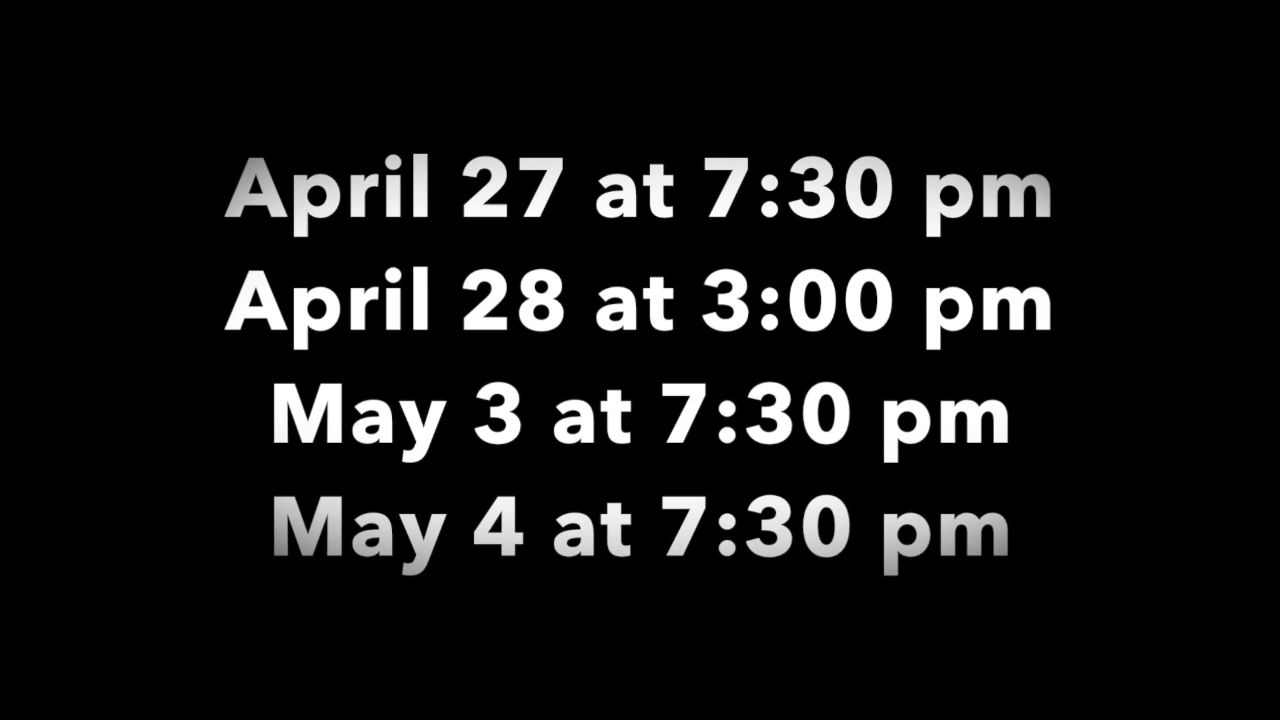 April 27 at 7:30 pm
April 28 at 3:00 pm
May 3 at 7:30 pm
May 4 at 7:30 pm